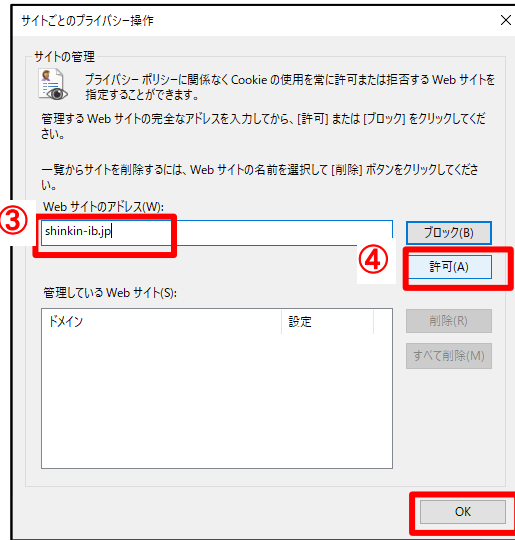 サイトごとのプライバシー操作
サイトの管理
プライバシー ポリシーに関係なく Cookie の使用を常に許可または拒否する Web サイトを
指定することができます。
管理する Web サイトの完全なアドレスを入力してから、[許可] または [ブロック] をクリックしてくだ
さい。
一覧からサイトを削除するには、Web サイトの名前を選択して [削除] ボタンをクリックしてくださ
い。
Web サイトのアドレス(W):
③
shinkin-ib.jp
ブロック(B)
④
許可(A)
管理している Web サイト(S):
ドメイン 設定
削除(R)
すべて削除(M)
OK